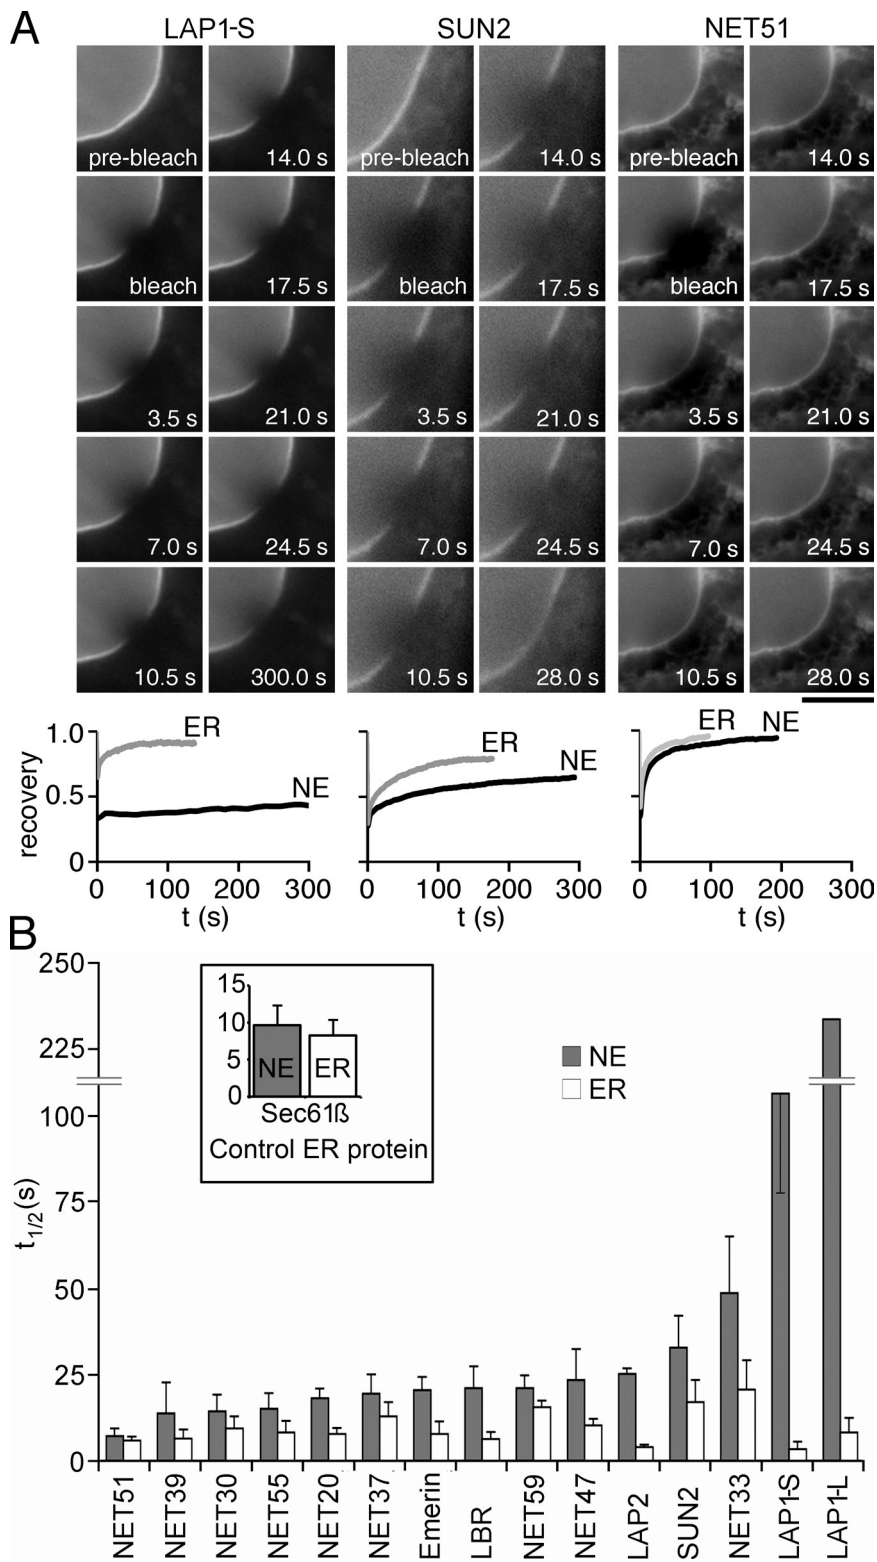 A
LAP1-S SUN2 NET51
pre-bleach 14.0 s pre-bleach 14.0 s pre-bleach 14.0 s
bleach 17.5 s bleach 17.5 s bleach 17.5 s
3.5 s 21.0 s 3.5 s 21.0 s 3.5 s 21.0 s
7.0 s 24.5 s 7.0 s 24.5 s 7.0 s 24.5 s
10.5 s 300.0 s 10.5 s 28.0 s 10.5 s 28.0 s
recovery
1.0
0.5
0
ER
NE
0 100 200 300
t (s)
ER
NE
0 100 200 300
t (s)
ER NE
0 100 200 300
t (s)
B
t1/2(s)
250
225
100
75
50
25
0
15
10
5
0
NE ER
Sec61ß
Control ER protein
NE
ER
NET51
NET39
NET30
NET55
NET20
NET37
Emerin
LBR
NET59
NET47
LAP2
SUN2
NET33
LAP1-S
LAP1-L